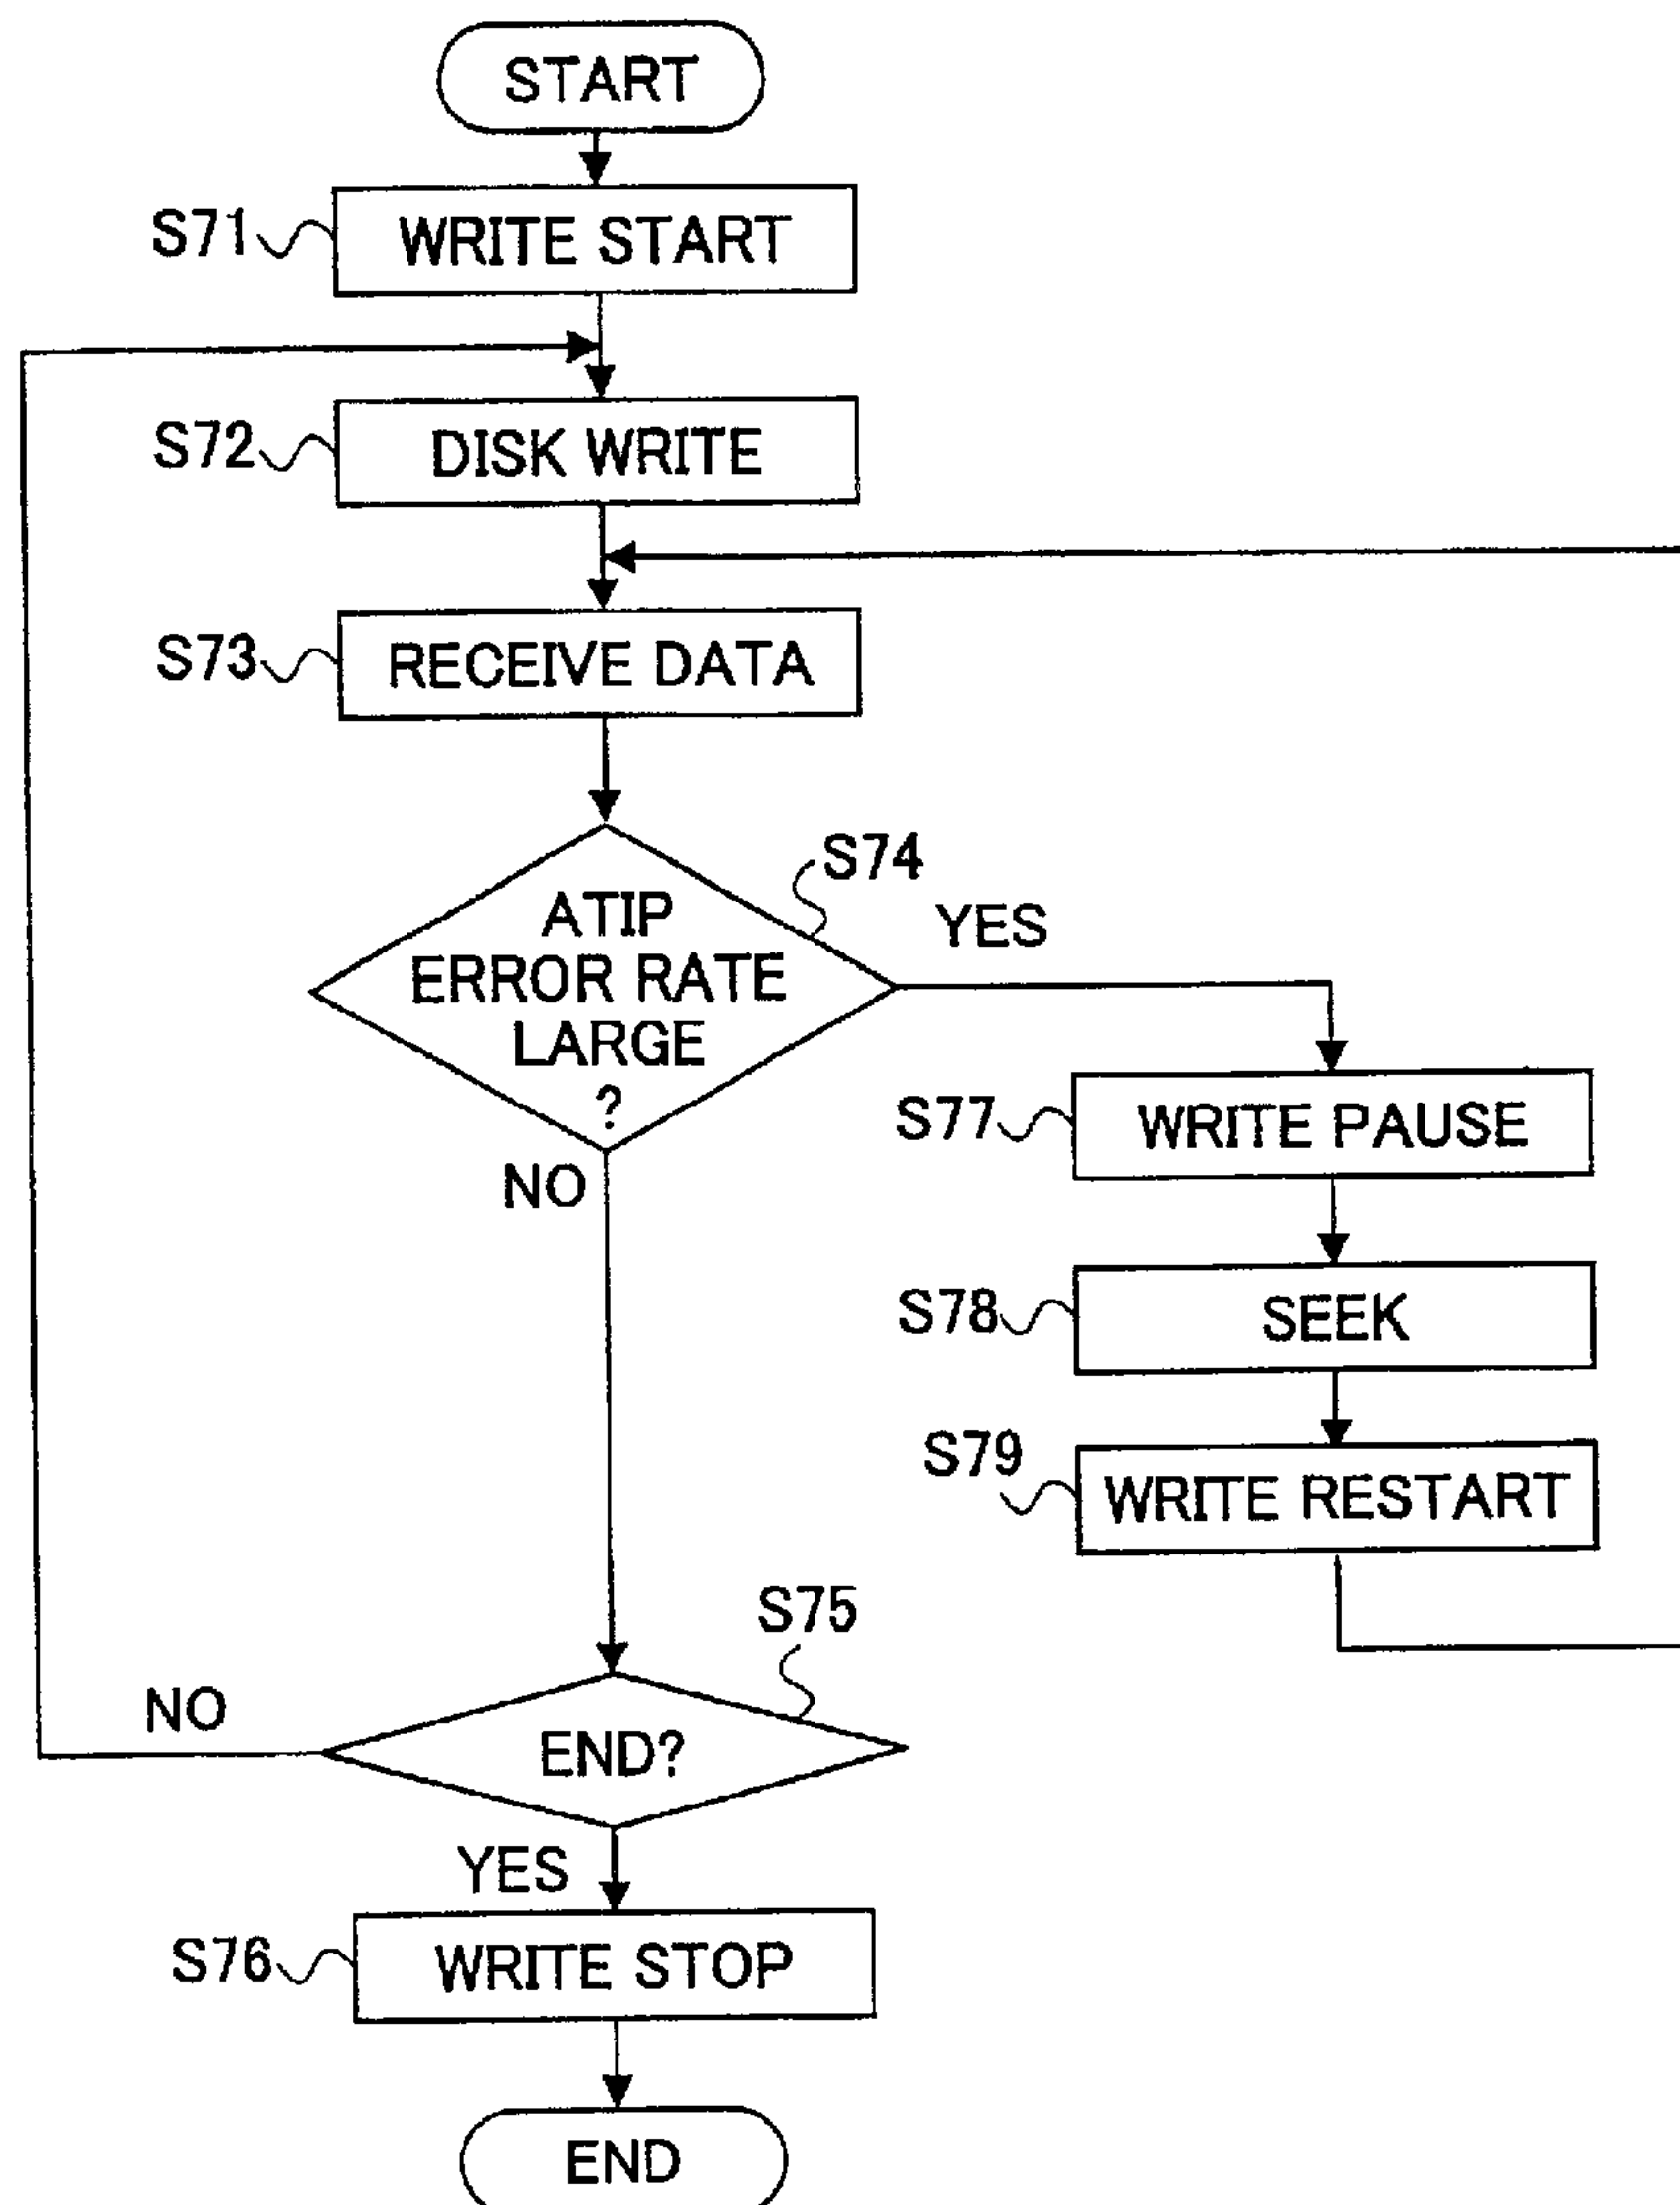 START
S71
WRITE START
S72
DISK WRITE
S73
RECEIVE DATA
S74
ATIP
ERROR RATE
LARGE
?
YES
NO
S77
WRITE PAUSE
S78
SEEK
S79
WRITE RESTART
S75
END?
NO
YES
S76
WRITE STOP
END